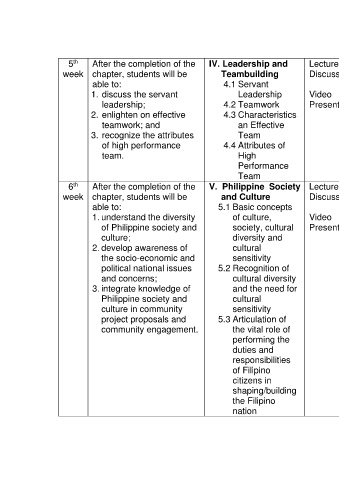 5th week
After the completion of the
chapter, students will be
able to:
1. discuss the servant
leadership;
2. enlighten on effective
teamwork; and
3. recognize the attributes
of high performance
team.
IV. Leadership and
Teambuilding
4.1 Servant
Leadership
4.2 Teamwork
4.3 Characteristics
an Effective
Team
4.4 Attributes of
High
Performance
Team
Lecture
Discuss
Video
Present
6th week
After the completion of the
chapter, students will be
able to:
1. understand the diversity
of Philippine society and
culture;
2. develop awareness of
the socio-economic and
political national issues
and concerns;
3. integrate knowledge of
Philippine society and
culture in community
project proposals and
community engagement.
V. Philippine Society
and Culture
5.1 Basic concepts
of culture,
society, cultural
diversity and
cultural
sensitivity
5.2 Recognition of
cultural diversity
and the need for
cultural
sensitivity
5.3 Articulation of
the vital role of
performing the
duties and
responsibilities
of Filipino
citizens in
shaping/building
the Filipino
nation
Lecture
Discuss
Video
Present